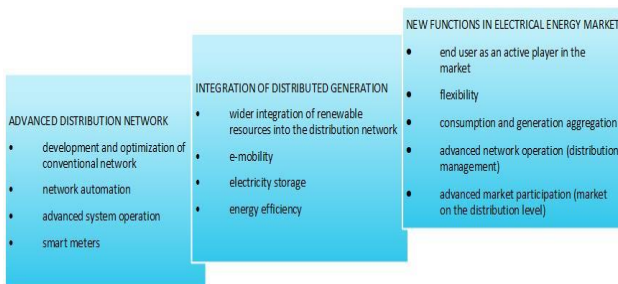 ADVANCED DISTRIBUTION NETWORK
• development and optimization of
conventional network
• network automation
• advanced system operation
• smart meters
INTEGRATION OF DISTRIBUTED GENERATION
• wider integration of renewable
resources into the distribution network
• e-mobility
• electricity storage
• energy efficiency
NEW FUNCTIONS IN ELECTRICAL ENERGY MARKET
• end user as an active player in the
market
• flexibility
• consumption and generation aggregation
• advanced network operation (distribution
management)
• advanced market participation (market
on the distribution level)